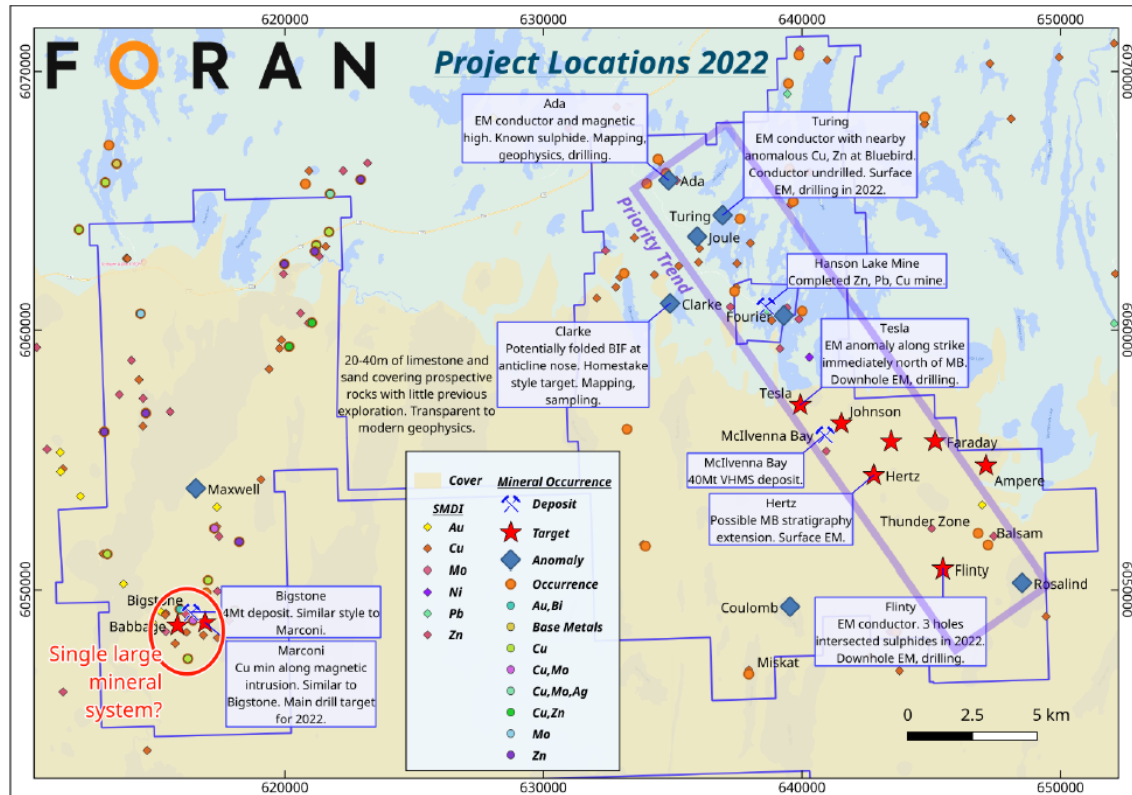 620000
630000
640000
650000
FORAN
Project Locations 2022
6070000
6070000
Ada
EM conductor and magnetic
high. Known sulphide. Mapping,
geophysics, drilling.
Turing
EM conductor with nearby
anomalous Cu, Zn at Bluebird.
Conductor undrilled. Surface
EM, drilling in 2022.
Ada
Turing
Joule
Priority Trend
Hanson Lake Mine
Completed Zn, Pb, Cu mine.
Clarke
Fourier
6060000
6060000
Clarke
Potentially folded BIF at
anticline nose. Homestake
style target. Mapping,
sampling.
Tesla
EM anomaly along strike
immediately north of MB.
Downhole EM, drilling.
20-40m of limestone and
sand covering prospective
rocks with little previous
exploration. Transparent to
modern geophysics.
Tesla
Johnson
McIlvenna Bay
Faraday
McIlvenna Bay
40Mt VHMS deposit.
Hertz
Ampere
Hertz
Possible MB stratigraphy
extension. Surface EM.
Maxwell
Thunder Zone
Balsam
Flinty
Rosalind
6050000
6050000
Coulomb
Flinty
EM conductor. 3 holes
intersected sulphides in 2022.
Downhole EM, drilling.
Miskat
Bigstone
Babbage
Bigstone
4Mt deposit. Similar style to
Marconi.
Marconi
Cu min along magnetic
intrusion. Similar to
Bigstone. Main drill target
for 2022.
Single large
mineral
system?
Cover
SMDI
Au
Cu
Mo
Ni
Pb
Zn
Mineral Occurrence
Deposit
Target
Anomaly
Occurrence
Au,Bi
Base Metals
Cu
Cu,Mo
Cu,Mo,Ag
Cu,Zn
Mo
Zn
0 2.5 5 km
620000
630000
640000
650000